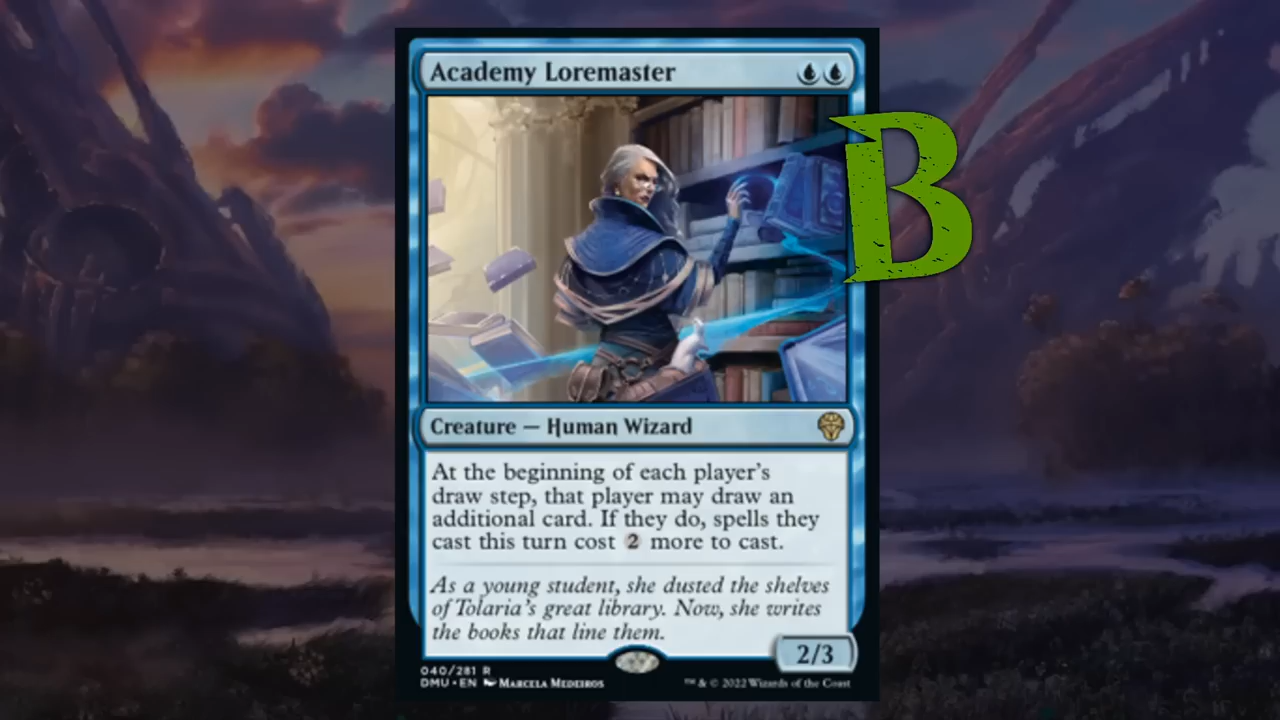 Academy Loremaster
B
Creature — Human Wizard
At the beginning of each player's
draw step, that player may draw an
additional card. If they do, spells they
cast this turn cost 2 more to cast.
As a young student, she dusted the shelves
of Tolaria's great library. Now, she writes
the books that line them.
2/3
040/281 R
DMU • EN Marcela Medeiros
™ & © 2022 Wizards of the Coast